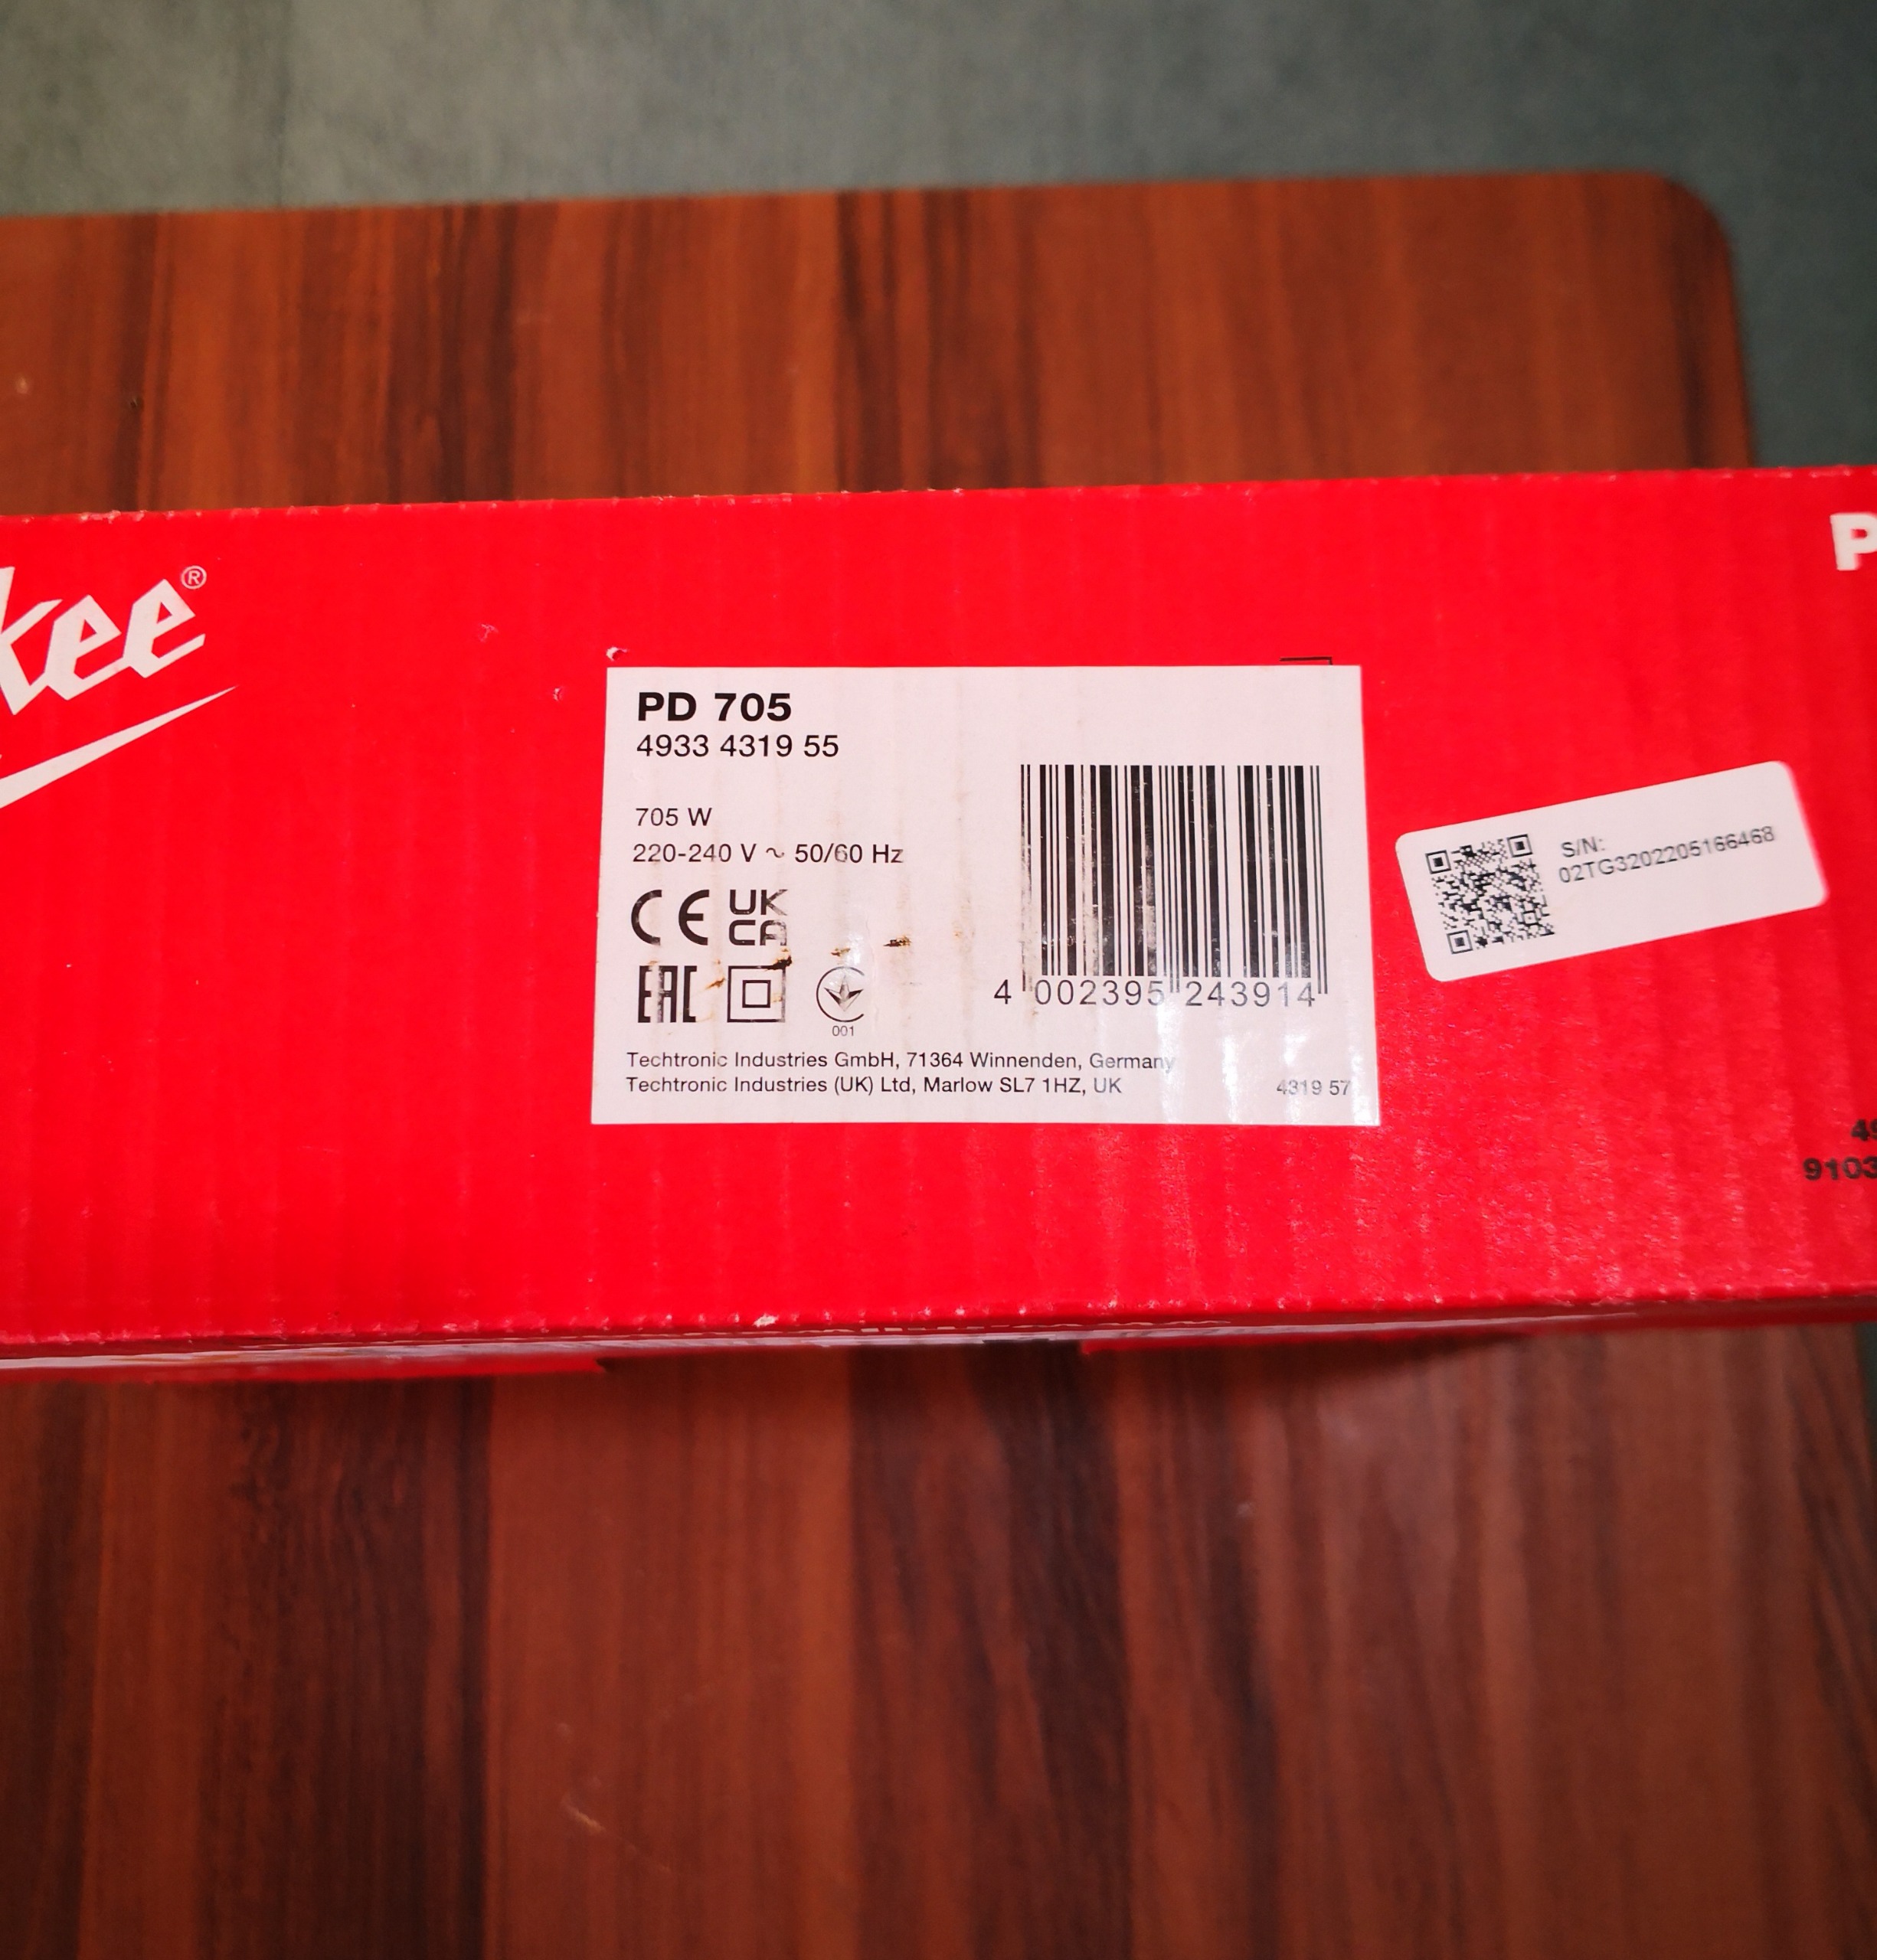 kee®
P
PD 705
4933 4319 55
705 W
220-240 V ~ 50/60 Hz
CE UK
CA
EAC
001
4 002395 243914
Techtronic Industries GmbH, 71364 Winnenden, Germany
Techtronic Industries (UK) Ltd, Marlow SL7 1HZ, UK
4319 57
S/N:
02TG3202205166468
49
9103